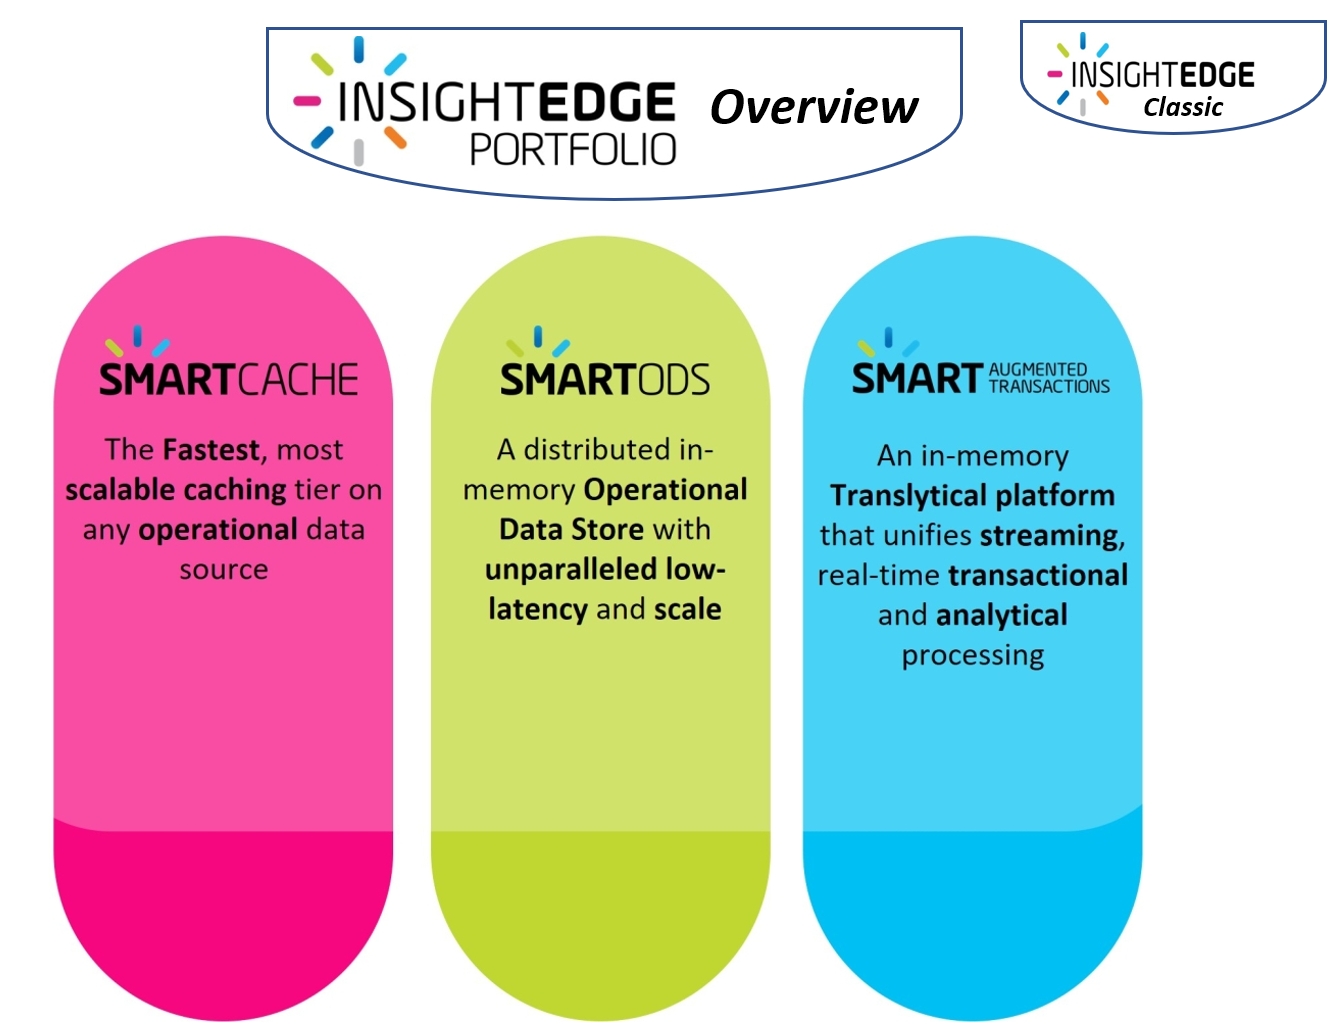 INSIGHTEDGE
PORTFOLIO
Overview
INSIGHTEDGE
Classic
SMARTCACHE
The Fastest, most
scalable caching tier on
any operational data
source
SMARTODS
A distributed in-
memory Operational
Data Store with
unparalleled low-
latency and scale
SMART AUGMENTED
TRANSACTIONS
An in-memory
Translytical platform
that unifies streaming,
real-time transactional
and analytical
processing